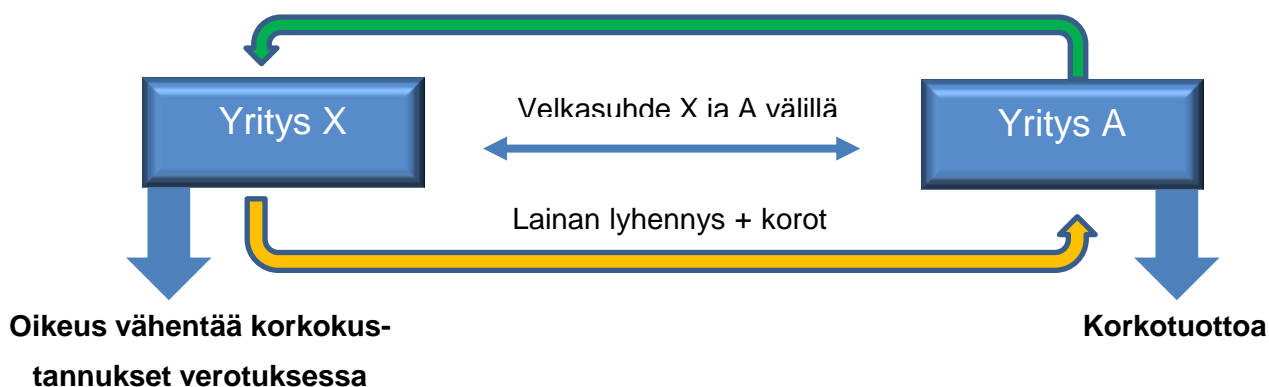 Yritys X
Velkasuhde X ja A välillä
Yritys A
Lainan lyhennys + korot
Oikeus vähentää korkokus-
tannukset verotuksessa
Korkotuottoa